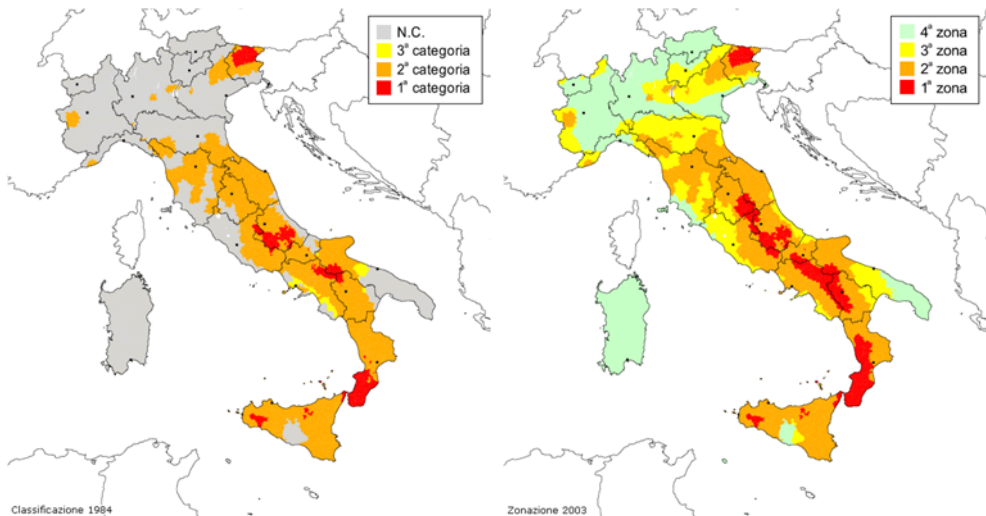 N.C.
3ª categoria
2ª categoria
1ª categoria
Classificazione 1984
4ª zona
3ª zona
2ª zona
1ª zona
Zonazione 2003